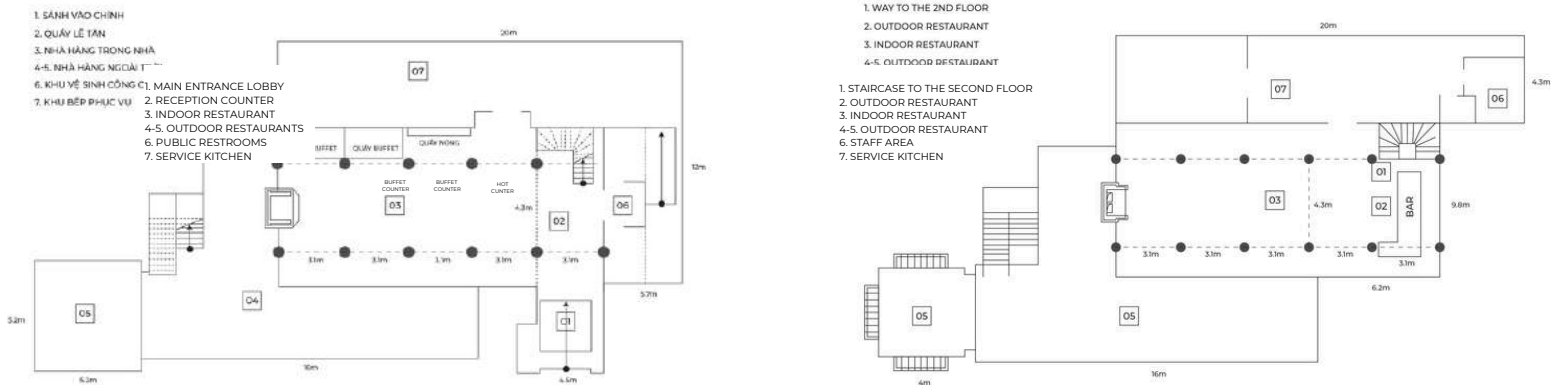 1. SẢNH VÀO CHÍNH
2. QUẦY LỄ TÂN
3. NHÀ HÀNG TRONG NHÀ
4-5. NHÀ HÀNG NGOÀI
6. KHU VỆ SINH CÔNG C
7. KHU BẾP PHỤC VỤ
1. MAIN ENTRANCE LOBBY
2. RECEPTION COUNTER
3. INDOOR RESTAURANT
4-5. OUTDOOR RESTAURANTS
6. PUBLIC RESTROOMS
7. SERVICE KITCHEN
20m
07
BUFFET
QUẦY BUFFET
QUẦY NÓNG
12m
BUFFET COUNTER
BUFFET COUNTER
HOT CUNTER
03
4.3m
02
06
3.1m
3.1m
3.1m
3.1m
3.1m
5.7m
04
05
01
5.2m
16m
6.3m
4.5m
1. WAY TO THE 2ND FLOOR
2. OUTDOOR RESTAURANT
3. INDOOR RESTAURANT
4-5. OUTDOOR RESTAURANT
1. STAIRCASE TO THE SECOND FLOOR
2. OUTDOOR RESTAURANT
3. INDOOR RESTAURANT
4-5. OUTDOOR RESTAURANT
6. STAFF AREA
7. SERVICE KITCHEN
20m
4.3m
07
06
01
03
4.3m
02
BAR
9.8m
3.1m
3.1m
3.1m
3.1m
3.1m
6.2m
05
05
16m
4m